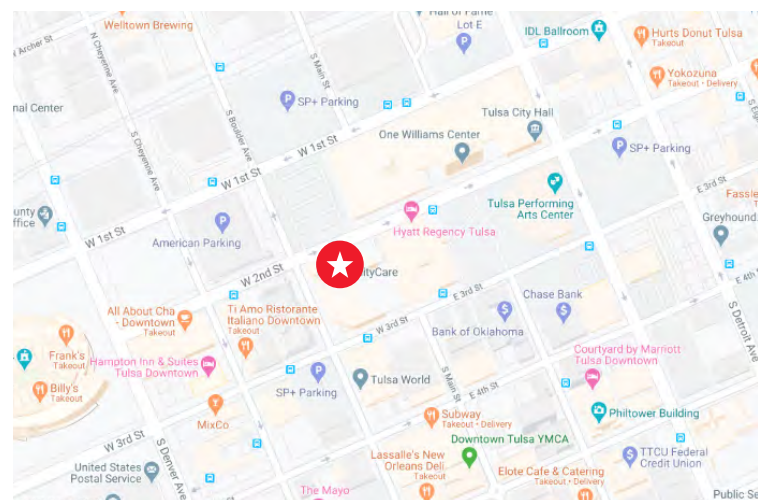 Welltown Brewing
Hall of Fame
Lot E
IDL Ballroom
Hurts Donut Tulsa
Takeout
Yokozuna
Takeout • Delivery
Archer St
N Cheyenne Ave
S Main St
P
SP+ Parking
nal Center
S Cheyenne Ave
S Boulder Ave
W 1st St
E 1st St
One Williams Center
Tulsa City Hall
P
SP+ Parking
W 1st St
E 3rd St
Fassle
Takeo
Greyhound
ounty
ffice
P
American Parking
W 1st St
Hyatt Regency Tulsa
Tulsa Performing
Arts Center
W 2nd St
ityCare
E 3rd St
E 4th
S Detroit Ave
Chase Bank
Bank of Oklahoma
All About Cha
- Downtown
Takeout
Ti Amo Ristorante
Italiano Downtown
Takeout
W 3rd St
Frank's
Takeout
Hampton Inn & Suites
Tulsa Downtown
Billy's
Takeout
P
SP+ Parking
Tulsa World
S Main St
E 4th St
Courtyard by Marriott
Tulsa Downtown
MixCo
Subway
Takeout • Delivery
Philtower Building
W 3rd St
S Denver Ave
Downtown Tulsa YMCA
TTCU Federal
Credit Union
United States
Postal Service
Lassalle's New
Orleans Deli
Takeout
Elote Cafe & Catering
Takeout • Delivery
The Mayo
Public Se